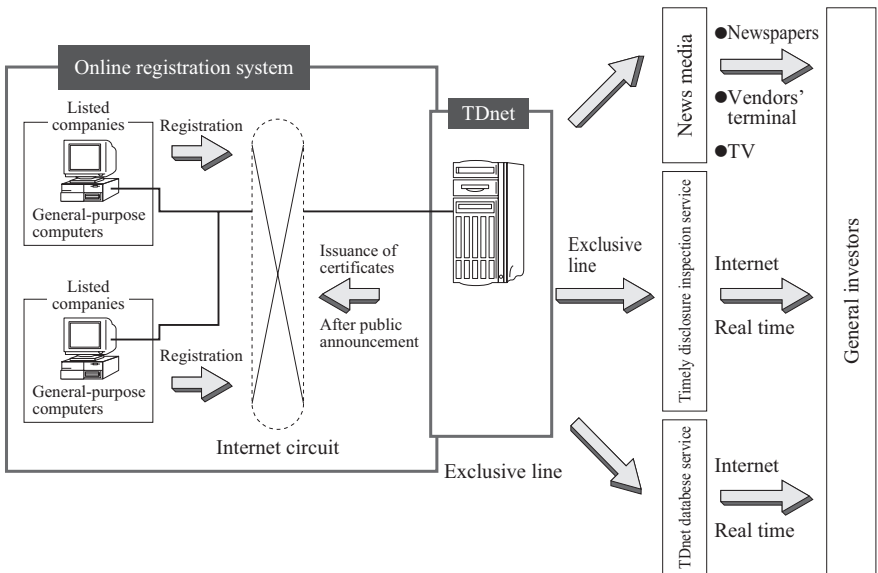 Online registration system
Listed
companies
Registration
General-purpose
computers
Listed
companies
Registration
General-purpose
computers
Internet circuit
Issuance of
certificates
After public
announcement
TDnet
Exclusive line
Exclusive
line
News media
●Newspapers
●Vendors’
terminal
●TV
Timely disclosure inspection service
Internet
Real time
TDnet databese service
Internet
Real time
General investors